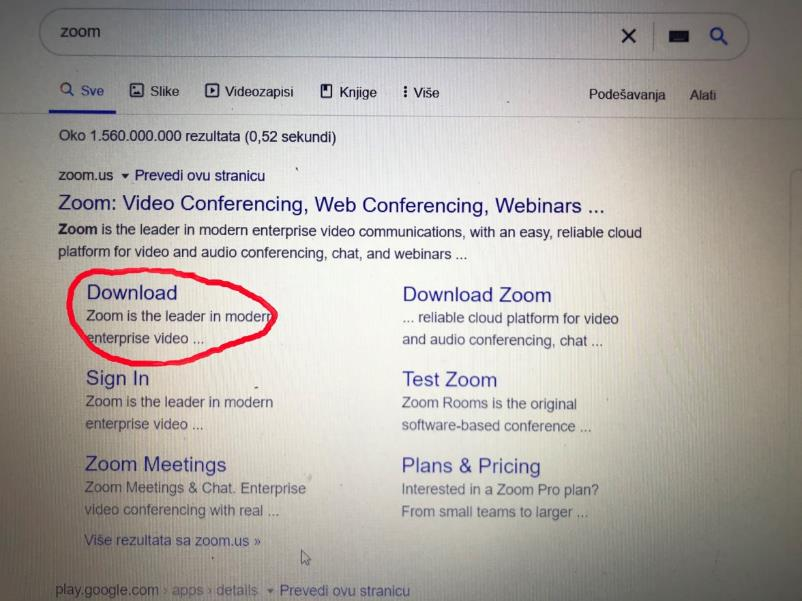 zoom
Sve Slike Videozapisi Knjige Više Podešavanja Alati
Oko 1.560.000.000 rezultata (0,52 sekundi)
zoom.us Prevedi ovu stranicu
Zoom: Video Conferencing, Web Conferencing, Webinars ...
Zoom is the leader in modern enterprise video communications, with an easy, reliable cloud
platform for video and audio conferencing, chat, and webinars ...
Download
Zoom is the leader in modern
enterprise video ...
Download Zoom
... reliable cloud platform for video
and audio conferencing, chat ...
Sign In
Zoom is the leader in modern
enterprise video ...
Test Zoom
Zoom Rooms is the original
software-based conference ...
Zoom Meetings
Zoom Meetings & Chat. Enterprise
video conferencing with real ...
Plans & Pricing
Interested in a Zoom Pro plan?
From small teams to larger ...
Više rezultata sa zoom.us »
play.google.com › apps › details Prevedi ovu stranicu